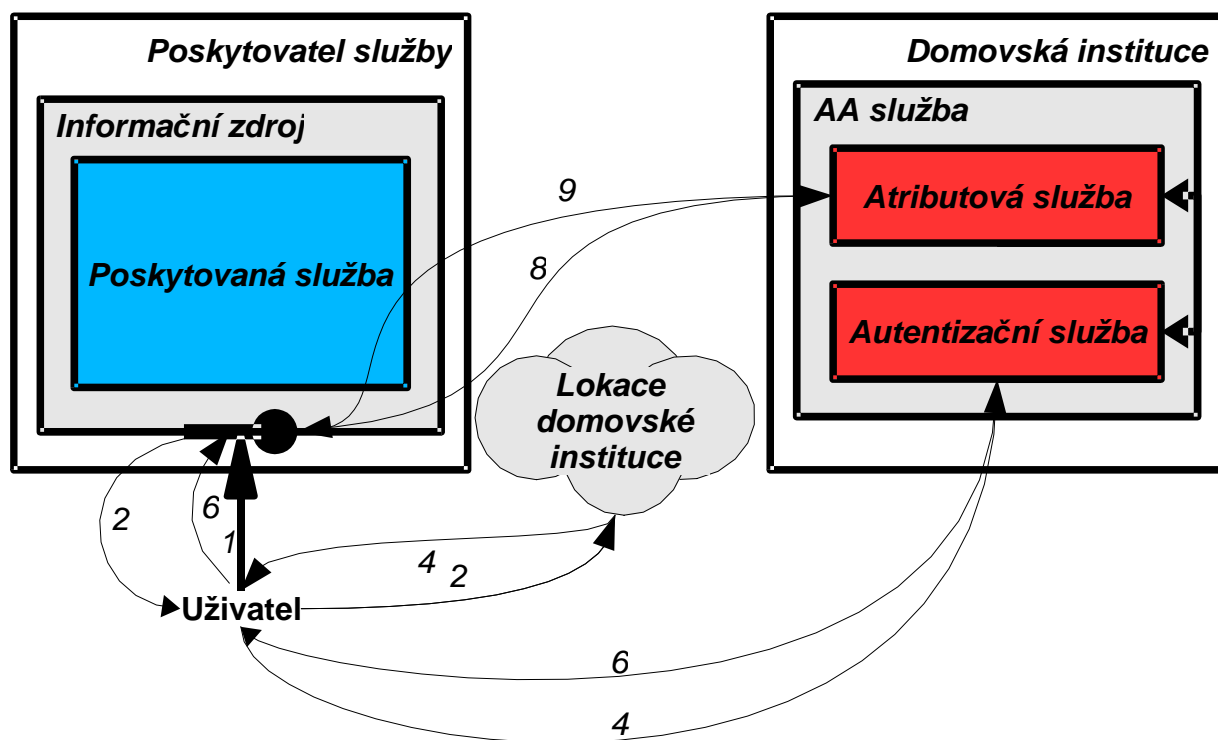 Poskytovatel služby
Domovská instituce
Informační zdroj
AA služba
Atributová služba
9
8
Poskytovaná služba
Autentizační služba
Lokace
domovské
instituce
2
6
1
4
2
Uživatel
6
4